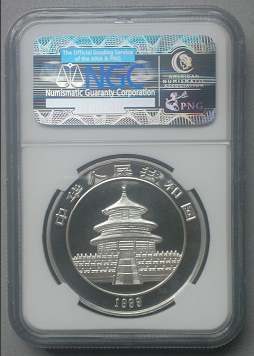 The Official Grading Service
of the ANA & PNG
NGC
Numismatic Guaranty Corporation
AMERICAN
NUMISMATIC
ASSOCIATION
PNG
中华人民共和国
1999